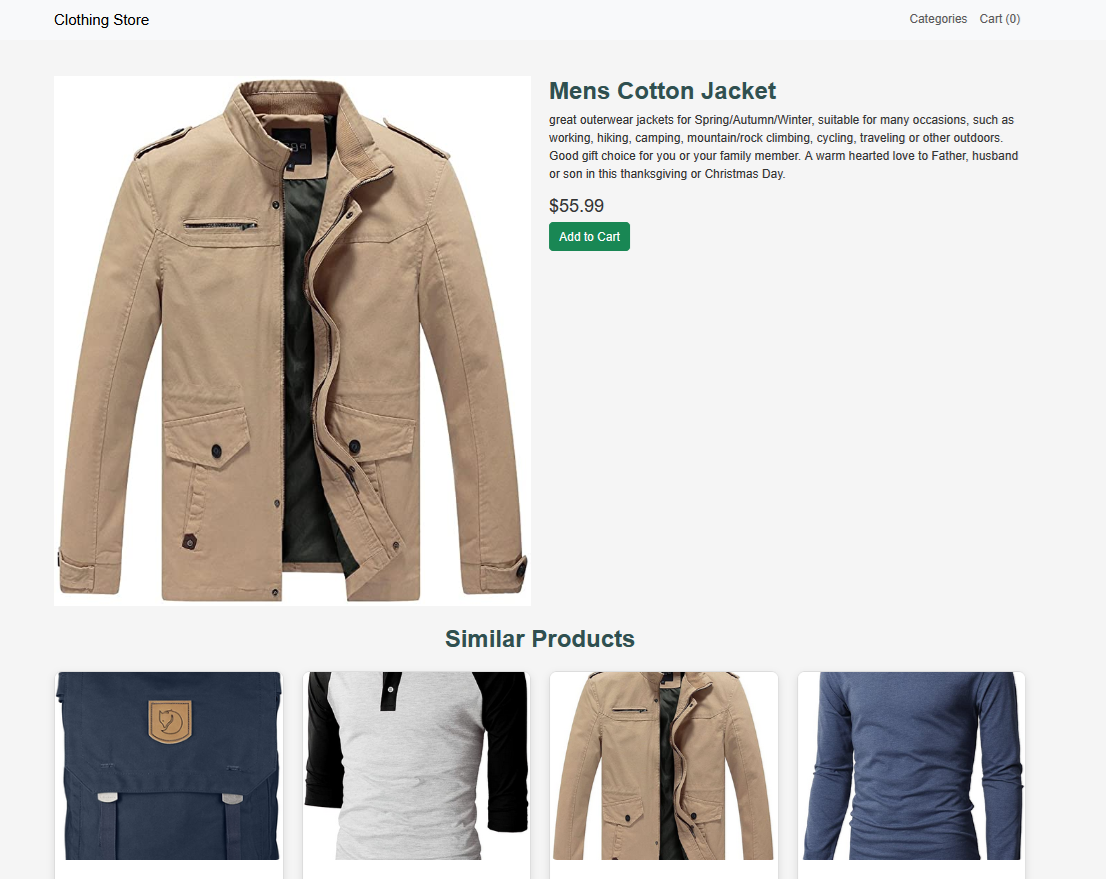 Clothing Store
Categories Cart (0)
Mens Cotton Jacket
great outerwear jackets for Spring/Autumn/Winter, suitable for many occasions, such as
working, hiking, camping, mountain/rock climbing, cycling, traveling or other outdoors.
Good gift choice for you or your family member. A warm hearted love to Father, husband
or son in this thanksgiving or Christmas Day.
$55.99
Add to Cart
Similar Products